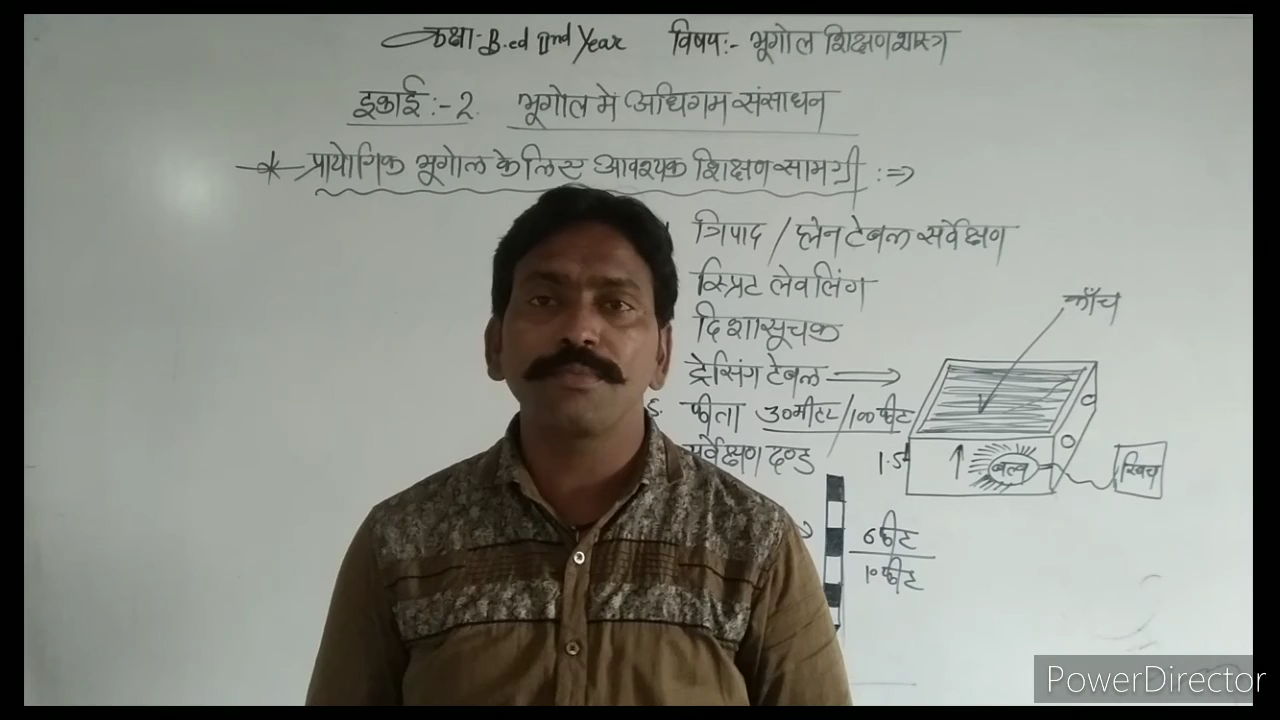 कक्षा:- B.ed IInd Year विषय:- भूगोल शिक्षणशास्त्र
इकाई:- 2. भूगोल मे अधिगम संसाधन
प्रायोगिक भूगोल के लिए आवश्यक शिक्षण सामग्री :⇒
त्रिपाद / प्लेन टेबल सर्वेक्षण
स्प्रिट लेवलिंग
दिशासूचक
काँच
ट्रेसिंग टेबल →
फीता 30 मीटर / 100 फीट
सर्वेक्षण दण्ड
बल्ब
स्विच
6 फीट
10 फीट
PowerDirector